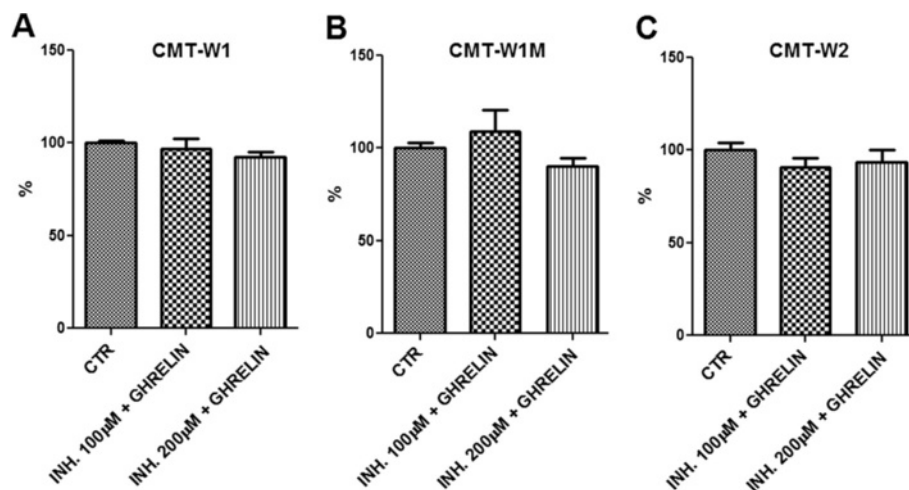 A
CMT-W1
150
100
50
0
%
CTR
INH. 100µM + GHRELIN
INH. 200µM + GHRELIN
B
CMT-W1M
150
100
50
0
%
CTR
INH. 100µM + GHRELIN
INH. 200µM + GHRELIN
C
CMT-W2
150
100
50
0
%
CTR
INH. 100µM + GHRELIN
INH. 200µM + GHRELIN